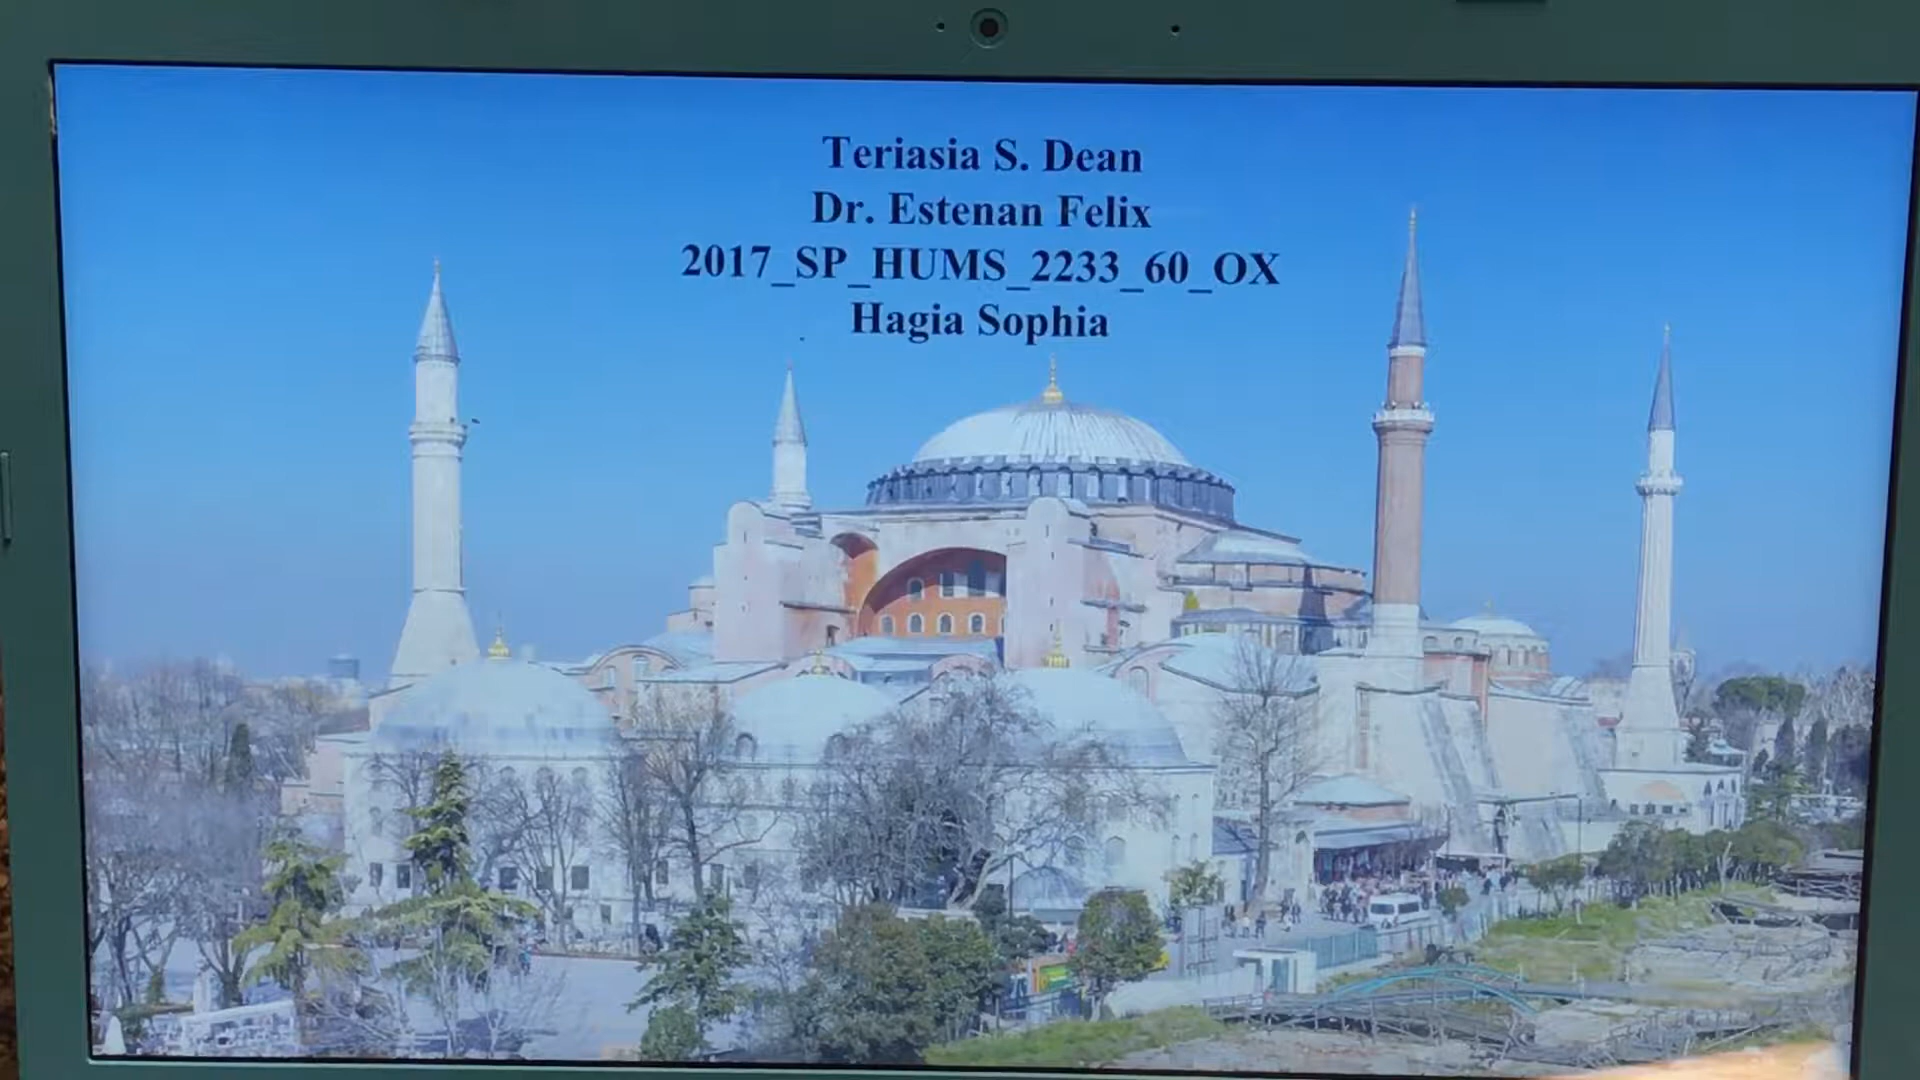 Teriasia S. Dean
Dr. Estenan Felix
2017_SP_HUMS_2233_60_OX
Hagia Sophia